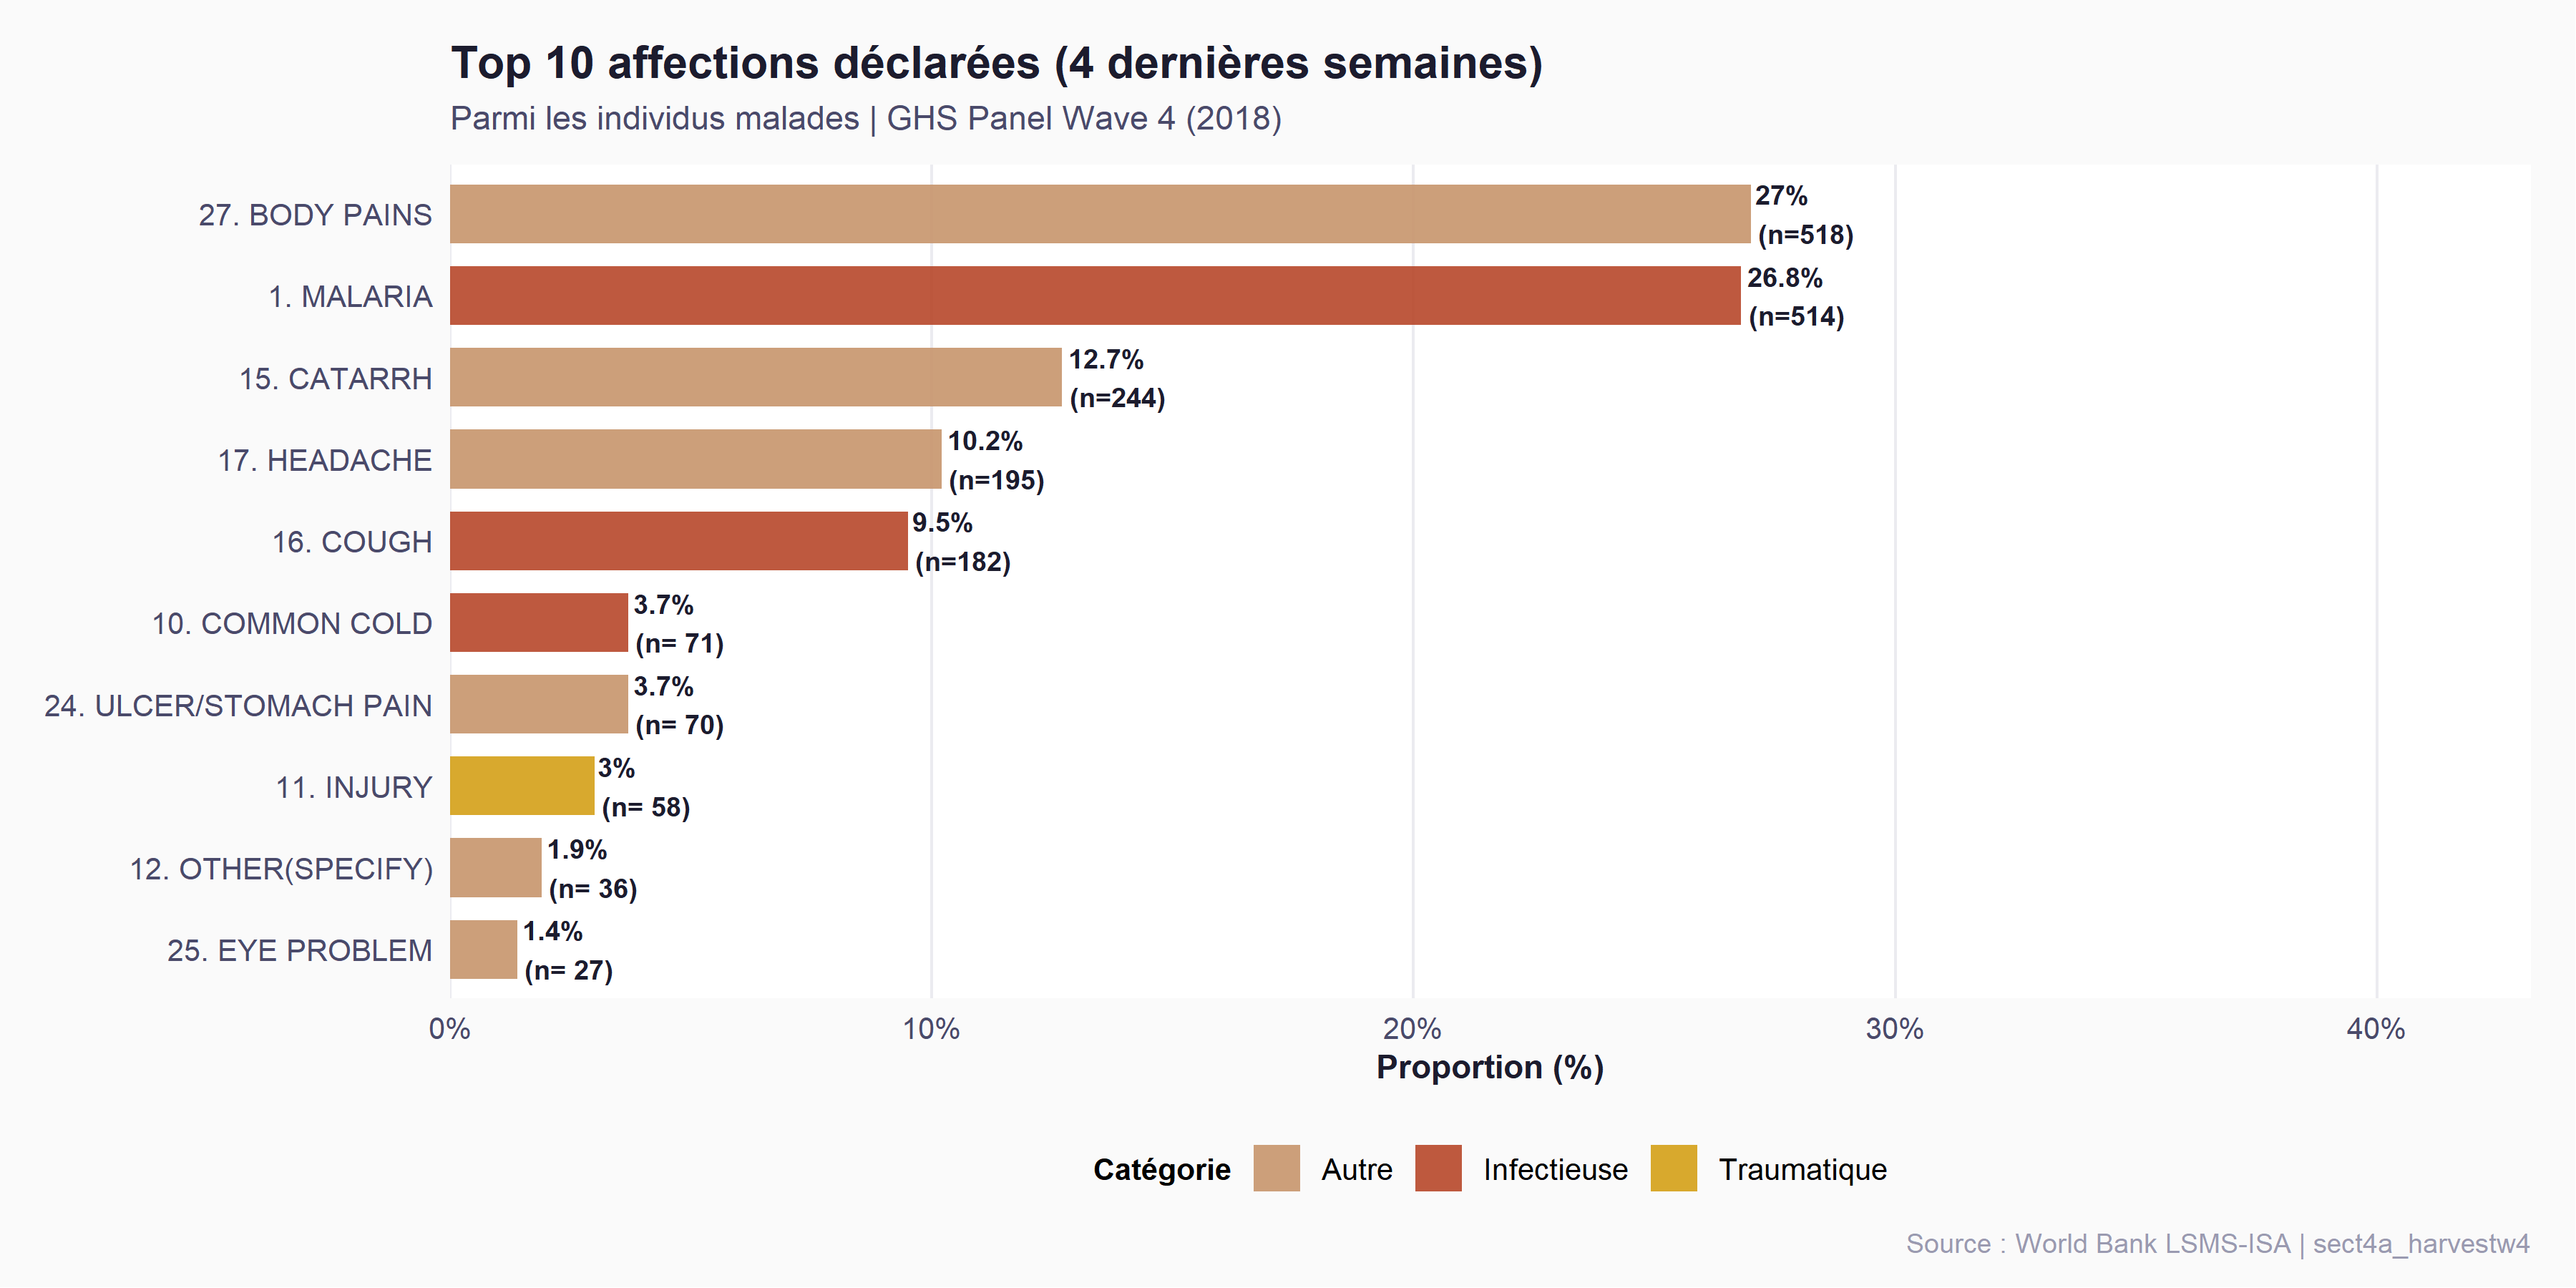 Top 10 affections déclarées (4 dernières semaines)
Parmi les individus malades | GHS Panel Wave 4 (2018)
27. BODY PAINS
27%
(n=518)
1. MALARIA
26.8%
(n=514)
15. CATARRH
12.7%
(n=244)
17. HEADACHE
10.2%
(n=195)
16. COUGH
9.5%
(n=182)
10. COMMON COLD
3.7%
(n= 71)
24. ULCER/STOMACH PAIN
3.7%
(n= 70)
11. INJURY
3%
(n= 58)
12. OTHER(SPECIFY)
1.9%
(n= 36)
25. EYE PROBLEM
1.4%
(n= 27)
0% 10% 20% 30% 40%
Proportion (%)
Catégorie Autre Infectieuse Traumatique
Source : World Bank LSMS-ISA | sect4a_harvestw4